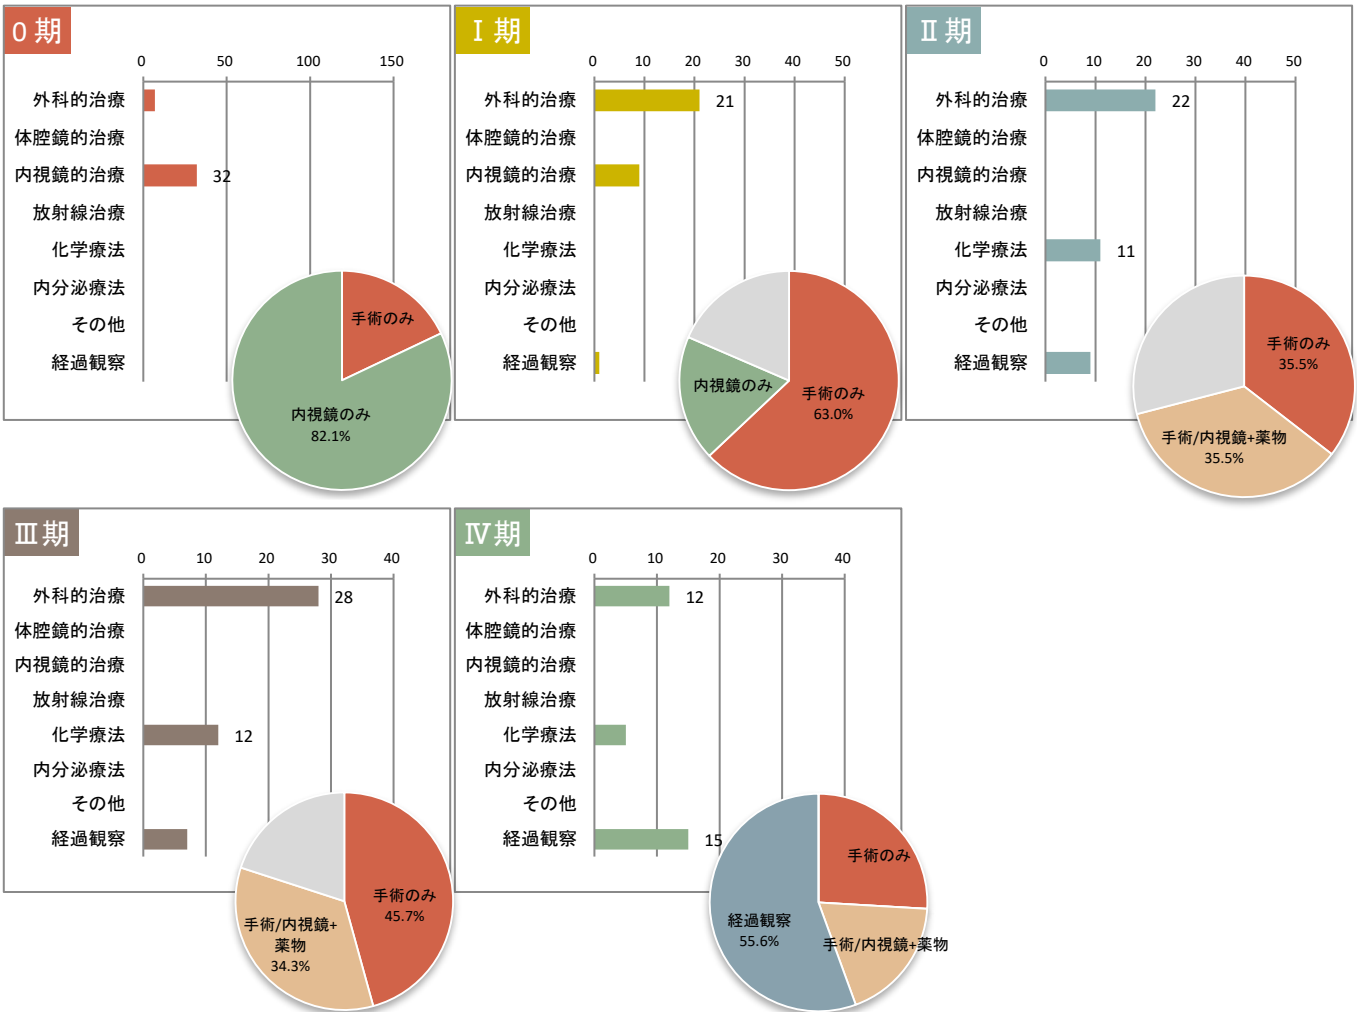 0期
0 50 100 150
外科的治療
体腔鏡的治療
内視鏡的治療 32
放射線治療
化学療法
内分泌療法
その他
経過観察
手術のみ
内視鏡のみ
82.1%
Ⅰ期
0 10 20 30 40 50
外科的治療 21
体腔鏡的治療
内視鏡的治療
放射線治療
化学療法
内分泌療法
その他
経過観察
内視鏡のみ
手術のみ
63.0%
Ⅱ期
0 10 20 30 40 50
外科的治療 22
体腔鏡的治療
内視鏡的治療
放射線治療
化学療法 11
内分泌療法
その他
経過観察
手術のみ
35.5%
手術/内視鏡+薬物
35.5%
Ⅲ期
0 10 20 30 40
外科的治療 28
体腔鏡的治療
内視鏡的治療
放射線治療
化学療法 12
内分泌療法
その他
経過観察
手術のみ
45.7%
手術/内視鏡+
薬物
34.3%
Ⅳ期
0 10 20 30 40
外科的治療 12
体腔鏡的治療
内視鏡的治療
放射線治療
化学療法
内分泌療法
その他
経過観察 15
手術のみ
経過観察
55.6%
手術/内視鏡+薬物